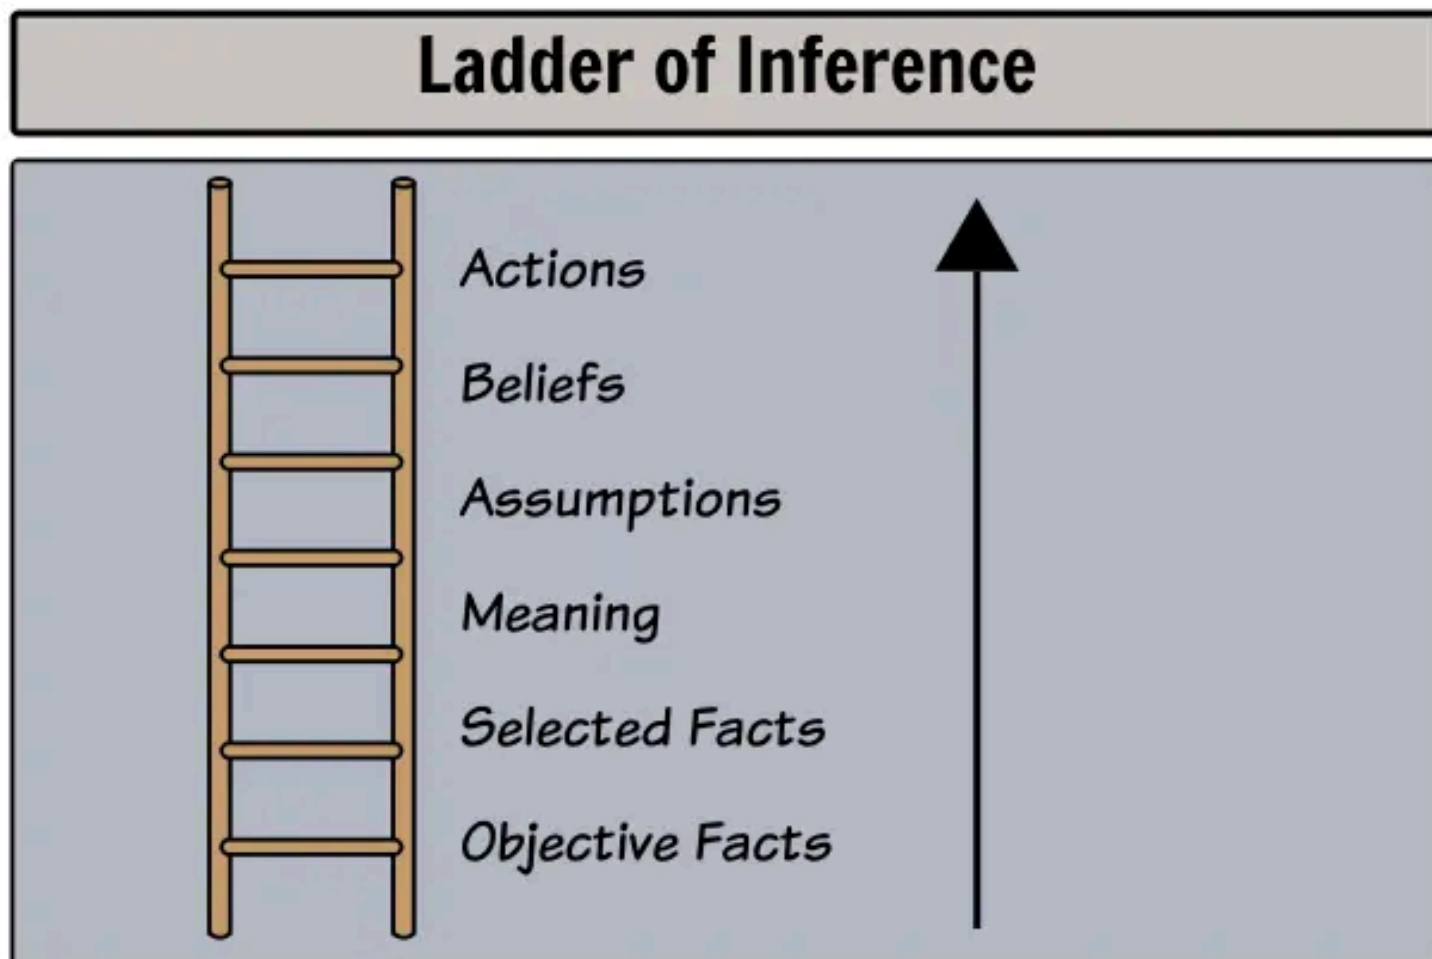 Ladder of Inference
Actions
Beliefs
Assumptions
Meaning
Selected Facts
Objective Facts